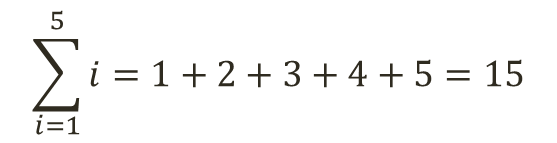 5
∑ i = 1 + 2 + 3 + 4 + 5 = 15
i=1